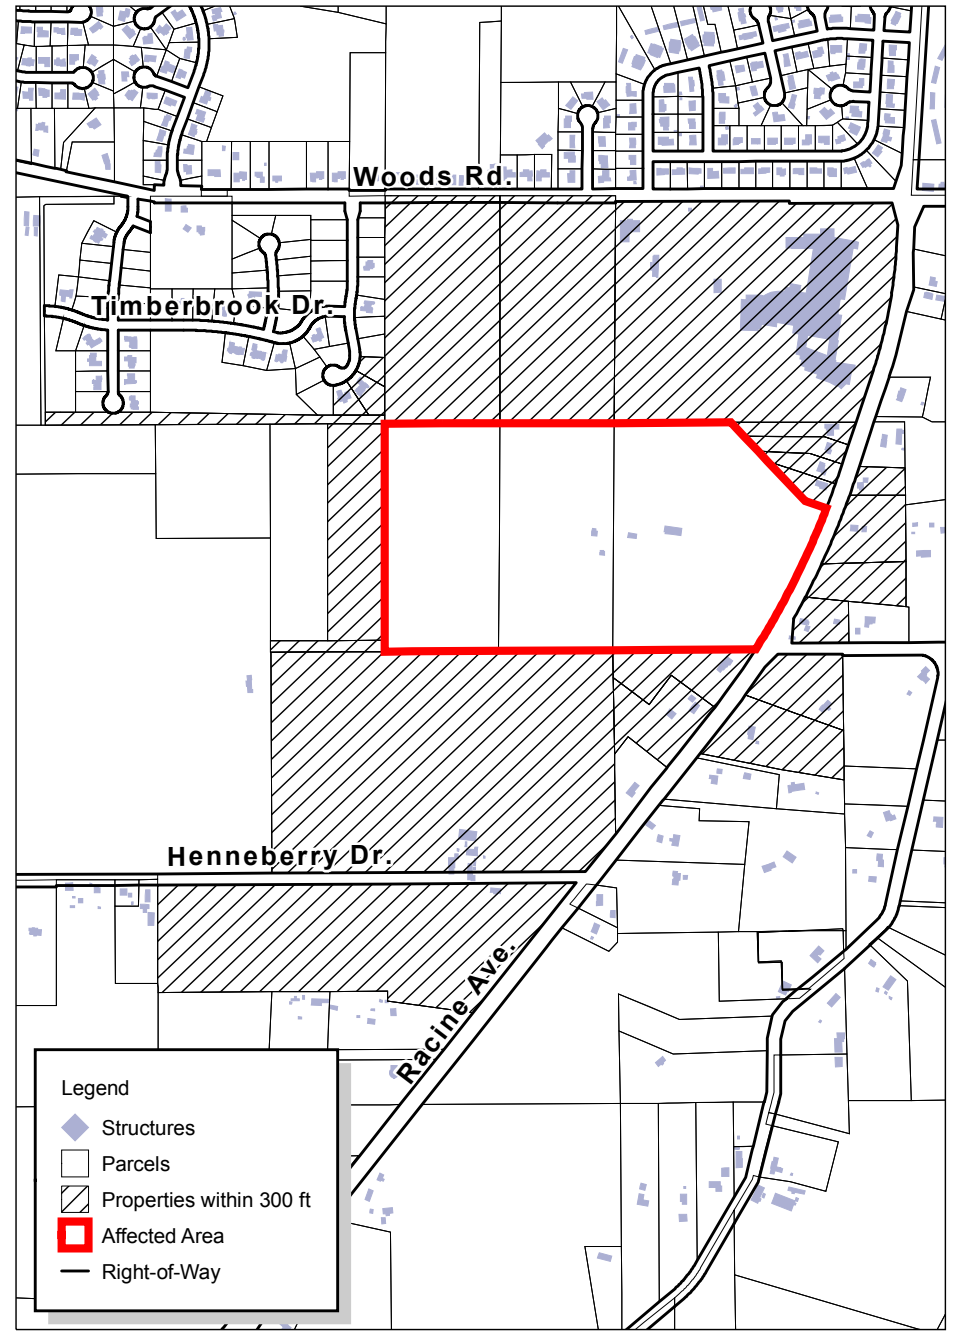 Woods Rd.
Timberbrook Dr.
Henneberry Dr.
Racine Ave.
Legend
Structures
Parcels
Properties within 300 ft
Affected Area
Right-of-Way